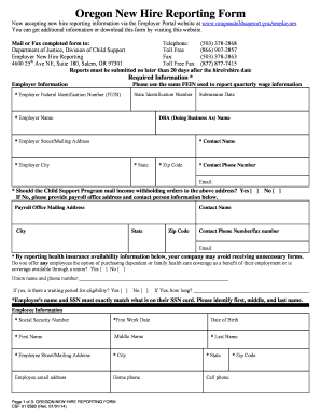 Oregon New Hire Reporting Form
Now accepting new hire reporting information via the Employer Portal website at www.oregonchildsupport.gov/employers
You can get additional information or download this form by visiting this website.
Mail or Fax completed form to: Telephone: (503) 378-2868
Department of Justice, Division of Child Support Toll Free (866) 907-2857
Employer New Hire Reporting Fax (503) 378-2863
4600 25th Ave NE, Suite 180, Salem, OR 97301 Toll Free Fax: (877) 877-7415
Reports must be submitted no later than 20 days after the hire/rehire date
Required Information *
Employer Information Please use the same FEIN used to report quarterly wage information
* Employer Federal Identification Number (FEIN) State Identification Number Submission Date
* Employer Name DBA (Doing Business As) Name
* Employer Street/Mailing Address * Contact Name
* Employer City * State * Zip Code * Contact Phone Number
Email
* Should the Child Support Program mail income withholding orders to the above address? Yes [ ] No [ ]
If No, please provide payroll office address and contact person information below.
Payroll Office Mailing Address Contact Name
City State Zip Code Contact Phone Number/fax number
Email
* By reporting health insurance availability information below, your company may avoid receiving unnecessary forms.
Do you offer any employees the option of purchasing dependent or family health care coverage as a benefit of their employment or is
coverage available through a union? Yes [ ] No [ ]
Union name and phone number:
If yes, is there a waiting period for eligibility? Yes [ ] No [ ] If Yes, how long?
*Employee's name and SSN must exactly match what is on their SSN card. Please identify first, middle, and last name.
Employee Information
* Social Security Number *First Work Date Date of Birth
* First Name Middle Name * Last Name
* Employee Street/Mailing Address * City * State * Zip Code
Employee email address Home phone Cell phone
OREGON NEW HIRE REPORTING FORM